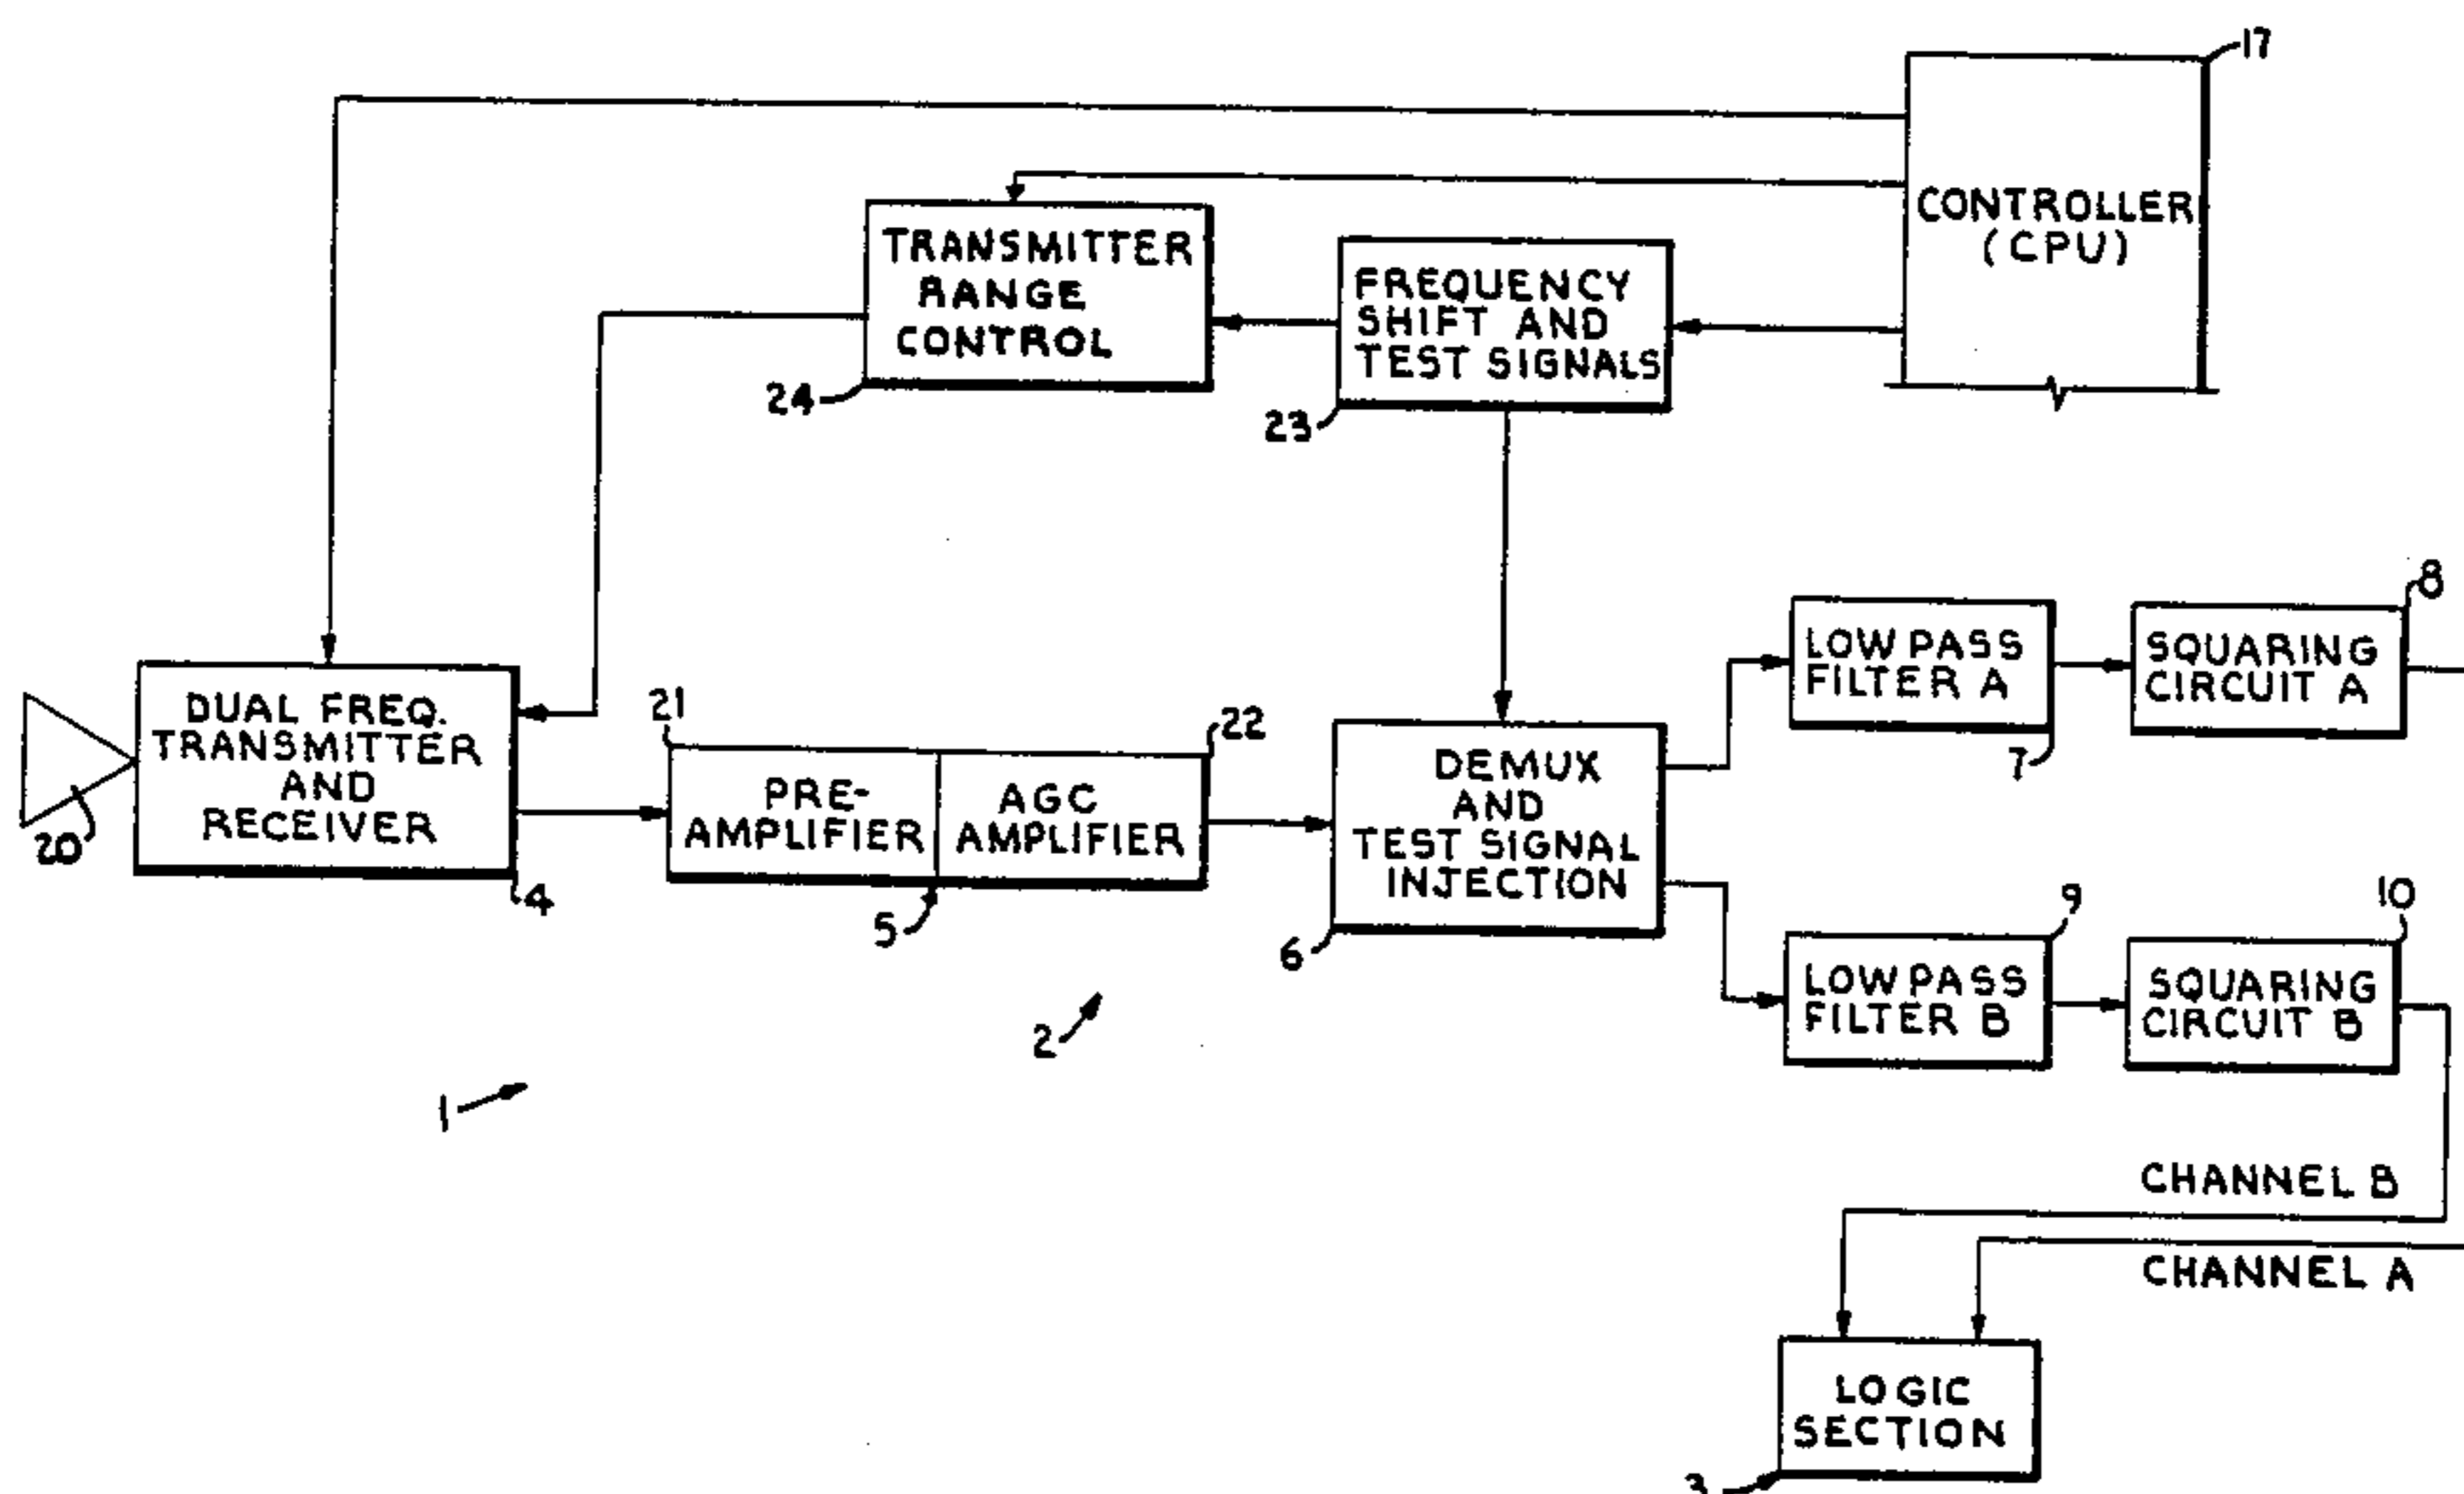 17
CONTROLLER
(CPU)
TRANSMITTER
RANGE
CONTROL
24
FREQUENCY
SHIFT AND
TEST SIGNALS
23
DUAL FREQ.
TRANSMITTER
AND
RECEIVER
20
4
21
PRE-
AMPLIFIER
22
AGC
AMPLIFIER
5
DEMUX
AND
TEST SIGNAL
INJECTION
6
LOW PASS
FILTER A
7
SQUARING
CIRCUIT A
8
LOW PASS
FILTER B
9
SQUARING
CIRCUIT B
10
2
1
CHANNEL B
CHANNEL A
LOGIC
SECTION
3